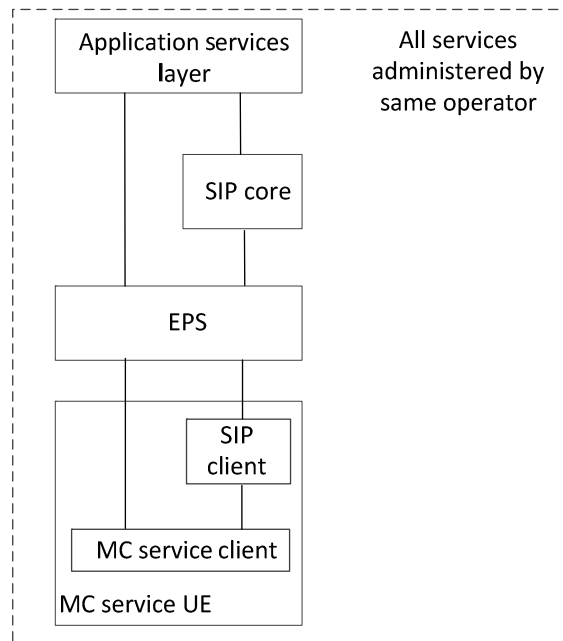 Application services
layer
All services
administered by
same operator
SIP core
EPS
SIP
client
MC service client
MC service UE